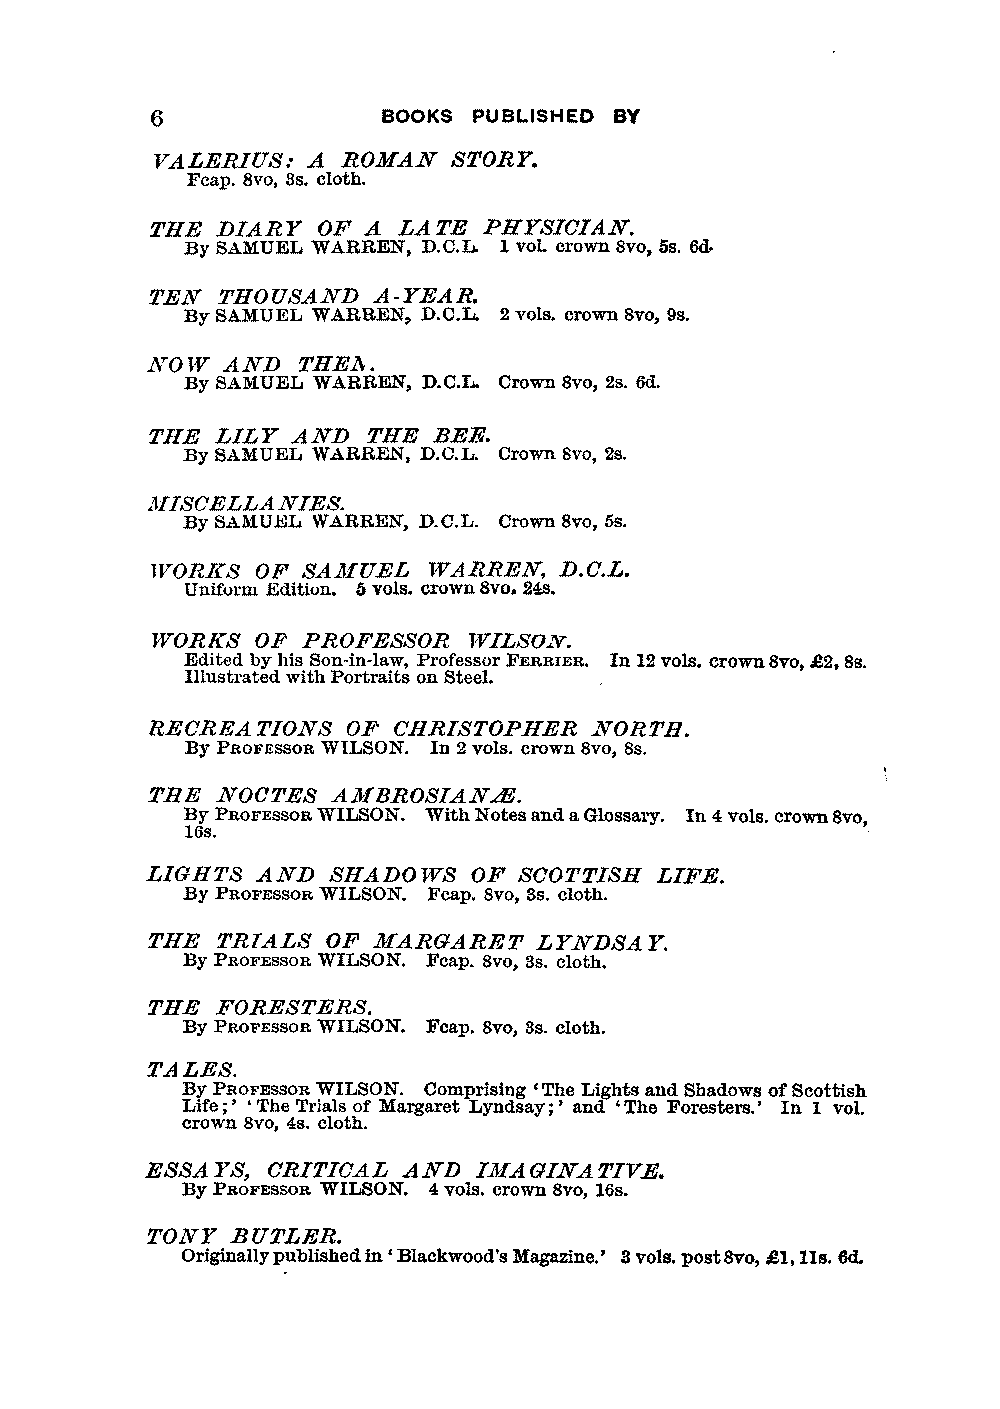 6 BOOKS PUBLISHED BY
VALERIUS: A ROMAN STORY.
Fcap. 8vo, 3s. cloth.
THE DIARY OF A LATE PHYSICIAN.
By SAMUEL WARREN, D.C.L. 1 vol. crown 8vo, 5s. 6d.
TEN THOUSAND A-YEAR.
By SAMUEL WARREN, D.C.L. 2 vols. crown 8vo, 9s.
NOW AND THEN.
By SAMUEL WARREN, D.C.L. Crown 8vo, 2s. 6d.
THE LILY AND THE BEE.
By SAMUEL WARREN, D.C.L. Crown 8vo, 2s.
MISCELLANIES.
By SAMUEL WARREN, D.C.L. Crown 8vo, 5s.
WORKS OF SAMUEL WARREN, D.C.L.
Uniform Edition. 5 vols. crown 8vo. 24s.
WORKS OF PROFESSOR WILSON.
Edited by his Son-in-law, Professor FERRIER. In 12 vols. crown 8vo, £2, 8s.
Illustrated with Portraits on Steel.
RECREATIONS OF CHRISTOPHER NORTH.
By PROFESSOR WILSON. In 2 vols. crown 8vo, 8s.
THE NOCTES AMBROSIANÆ.
By PROFESSOR WILSON. With Notes and a Glossary. In 4 vols. crown 8vo,
16s.
LIGHTS AND SHADOWS OF SCOTTISH LIFE.
By PROFESSOR WILSON. Fcap. 8vo, 3s. cloth.
THE TRIALS OF MARGARET LYNDSAY.
By PROFESSOR WILSON. Fcap. 8vo, 3s. cloth.
THE FORESTERS.
By PROFESSOR WILSON. Fcap. 8vo, 3s. cloth.
TALES.
By PROFESSOR WILSON. Comprising ‘The Lights and Shadows of Scottish
Life;’ ‘The Trials of Margaret Lyndsay;’ and ‘The Foresters.’ In 1 vol.
crown 8vo, 4s. cloth.
ESSAYS, CRITICAL AND IMAGINATIVE.
By PROFESSOR WILSON. 4 vols. crown 8vo, 16s.
TONY BUTLER.
Originally published in ‘Blackwood's Magazine.’ 3 vols. post 8vo, £1, 11s. 6d.